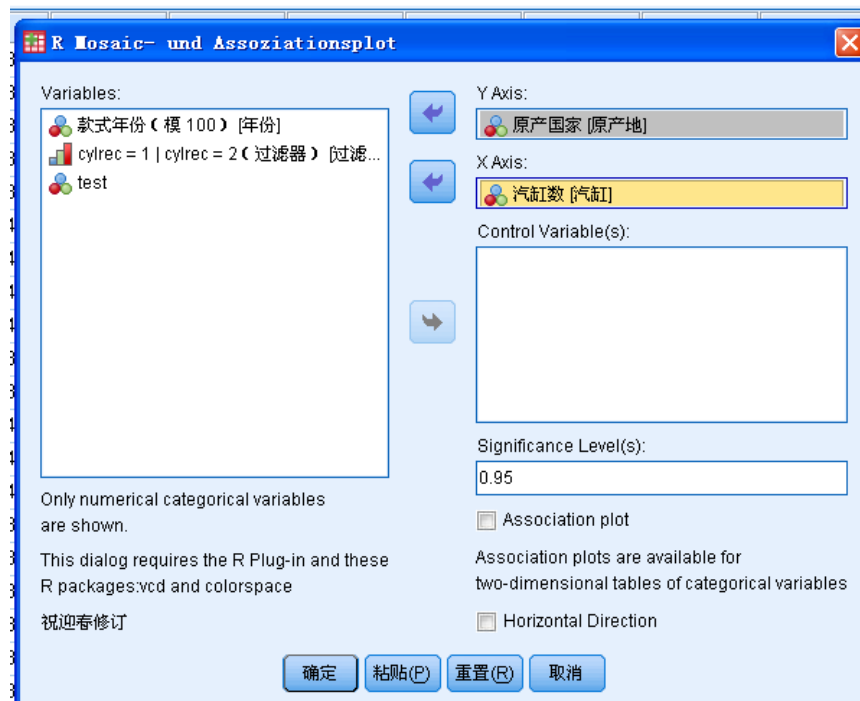 R Mosaic- und Assoziationsplot
Variables:
款式年份（模 100） [年份]
cylrec = 1 | cylrec = 2（过滤器） [过滤...
test
Only numerical categorical variables
are shown.
This dialog requires the R Plug-in and these
R packages:vcd and colorspace
祝迎春修订
Y Axis:
原产国家 [原产地]
X Axis:
汽缸数 [汽缸]
Control Variable(s):
Significance Level(s):
0.95
Association plot
Association plots are available for
two-dimensional tables of categorical variables
Horizontal Direction
确定 粘贴(P) 重置(R) 取消